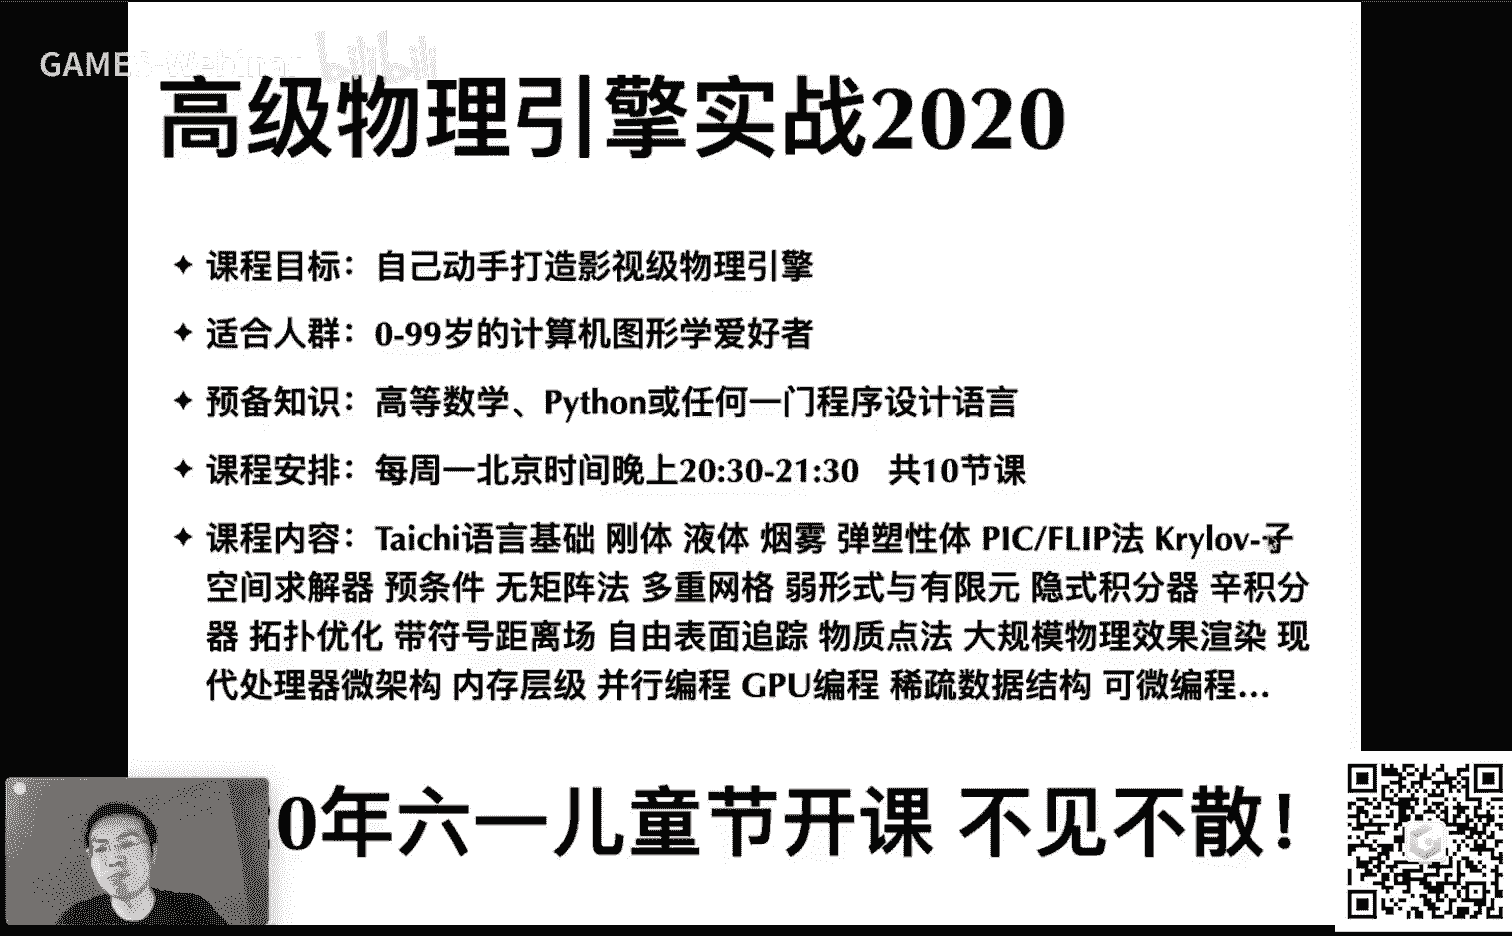 GAMES-Webinar bilibili
高级物理引擎实战2020
✦ 课程目标：自己动手打造影视级物理引擎
✦ 适合人群：0-99岁的计算机图形学爱好者
✦ 预备知识：高等数学、Python或任何一门程序设计语言
✦ 课程安排：每周一北京时间晚上20:30-21:30 共10节课
✦ 课程内容：Taichi语言基础 刚体 液体 烟雾 弹塑性体 PIC/FLIP法 Krylov-子
空间求解器 预条件 无矩阵法 多重网格 弱形式与有限元 隐式积分器 辛积分
器 拓扑优化 带符号距离场 自由表面追踪 物质点法 大规模物理效果渲染 现
代处理器微架构 内存层级 并行编程 GPU编程 稀疏数据结构 可微编程...
0年六一儿童节开课 不见不散！